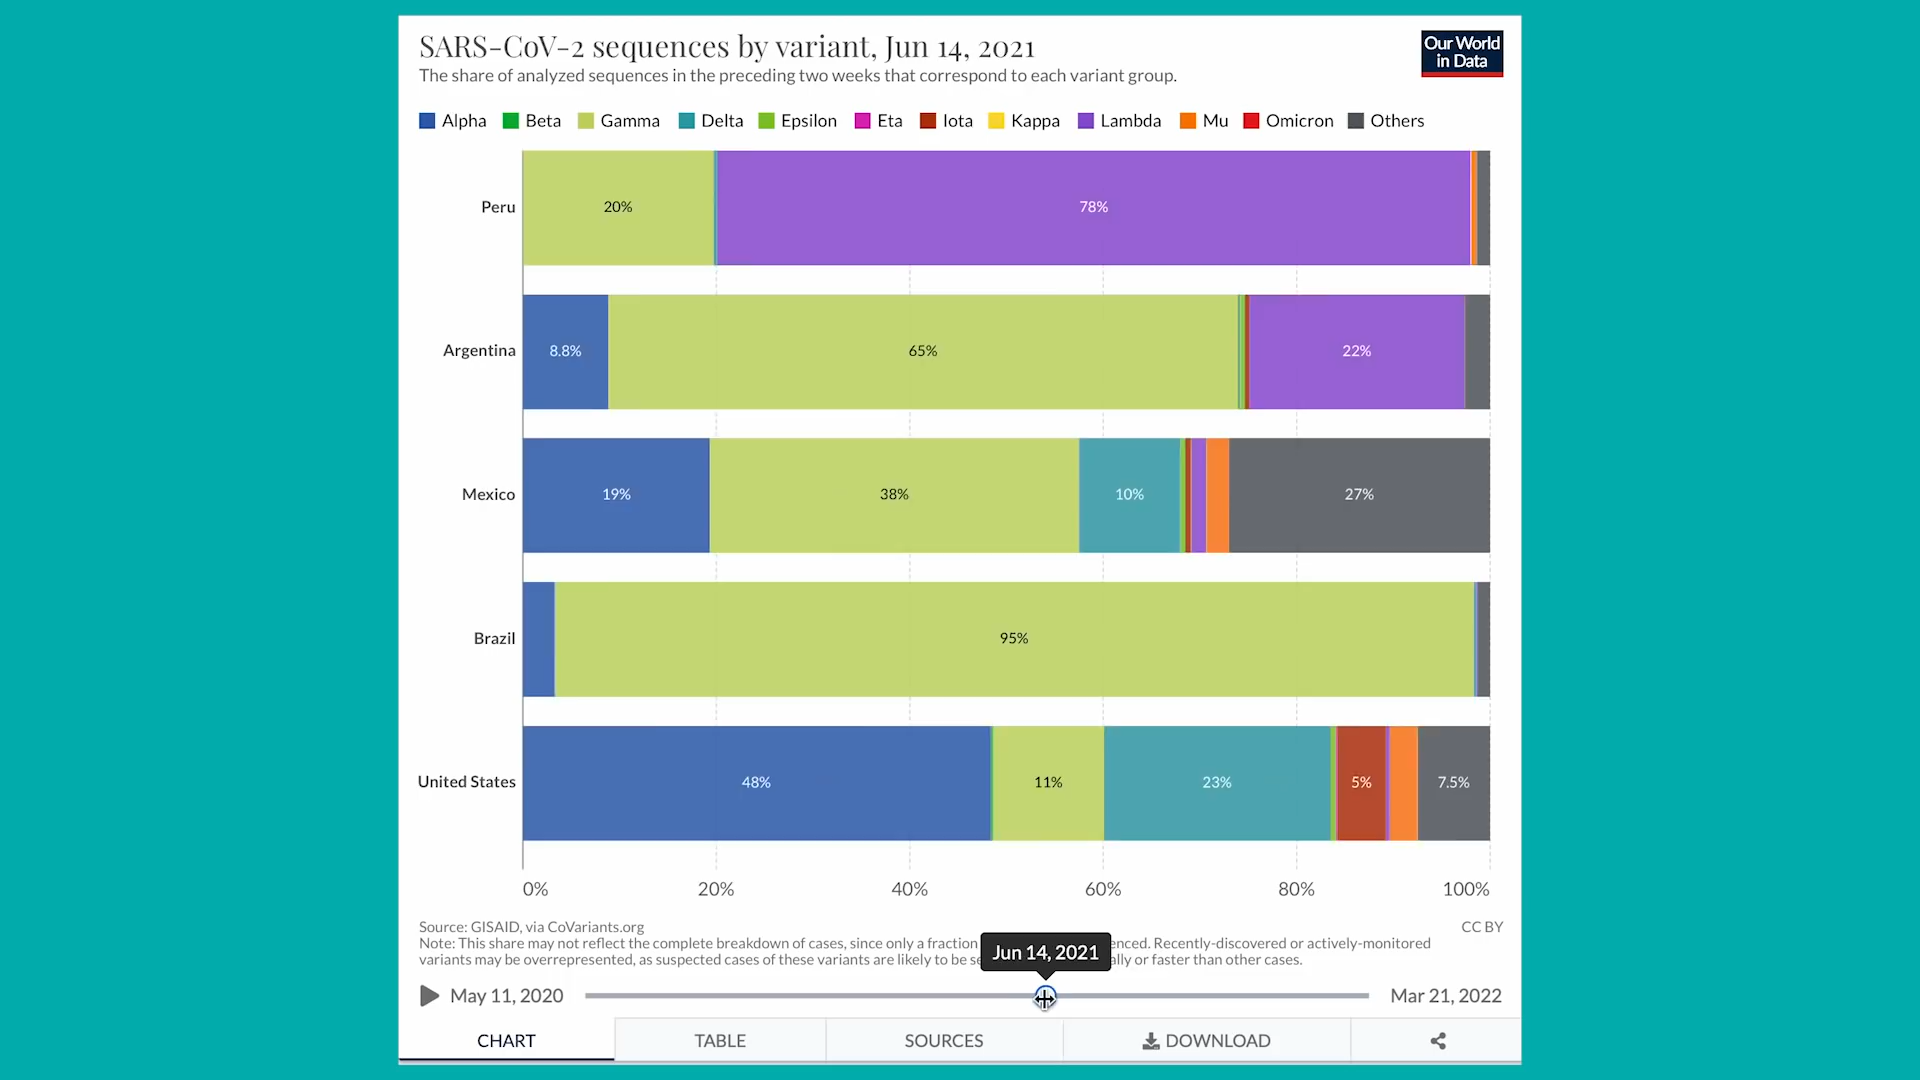 SARS-CoV-2 sequences by variant, Jun 14, 2021
The share of analyzed sequences in the preceding two weeks that correspond to each variant group.
Our World
in Data
Alpha Beta Gamma Delta Epsilon Eta Iota Kappa Lambda Mu Omicron Others
Peru 20% 78%
Argentina 8.8% 65% 22%
Mexico 19% 38% 10% 27%
Brazil 95%
United States 48% 11% 23% 5% 7.5%
0% 20% 40% 60% 80% 100%
Source: GISAID, via CoVariants.org CC BY
Note: This share may not reflect the complete breakdown of cases, since only a fraction Recently-discovered or actively-monitored
variants may be overrepresented, as suspected cases of these variants are likely to be or faster than other cases.
Jun 14, 2021
May 11, 2020 Mar 21, 2022
CHART TABLE SOURCES DOWNLOAD